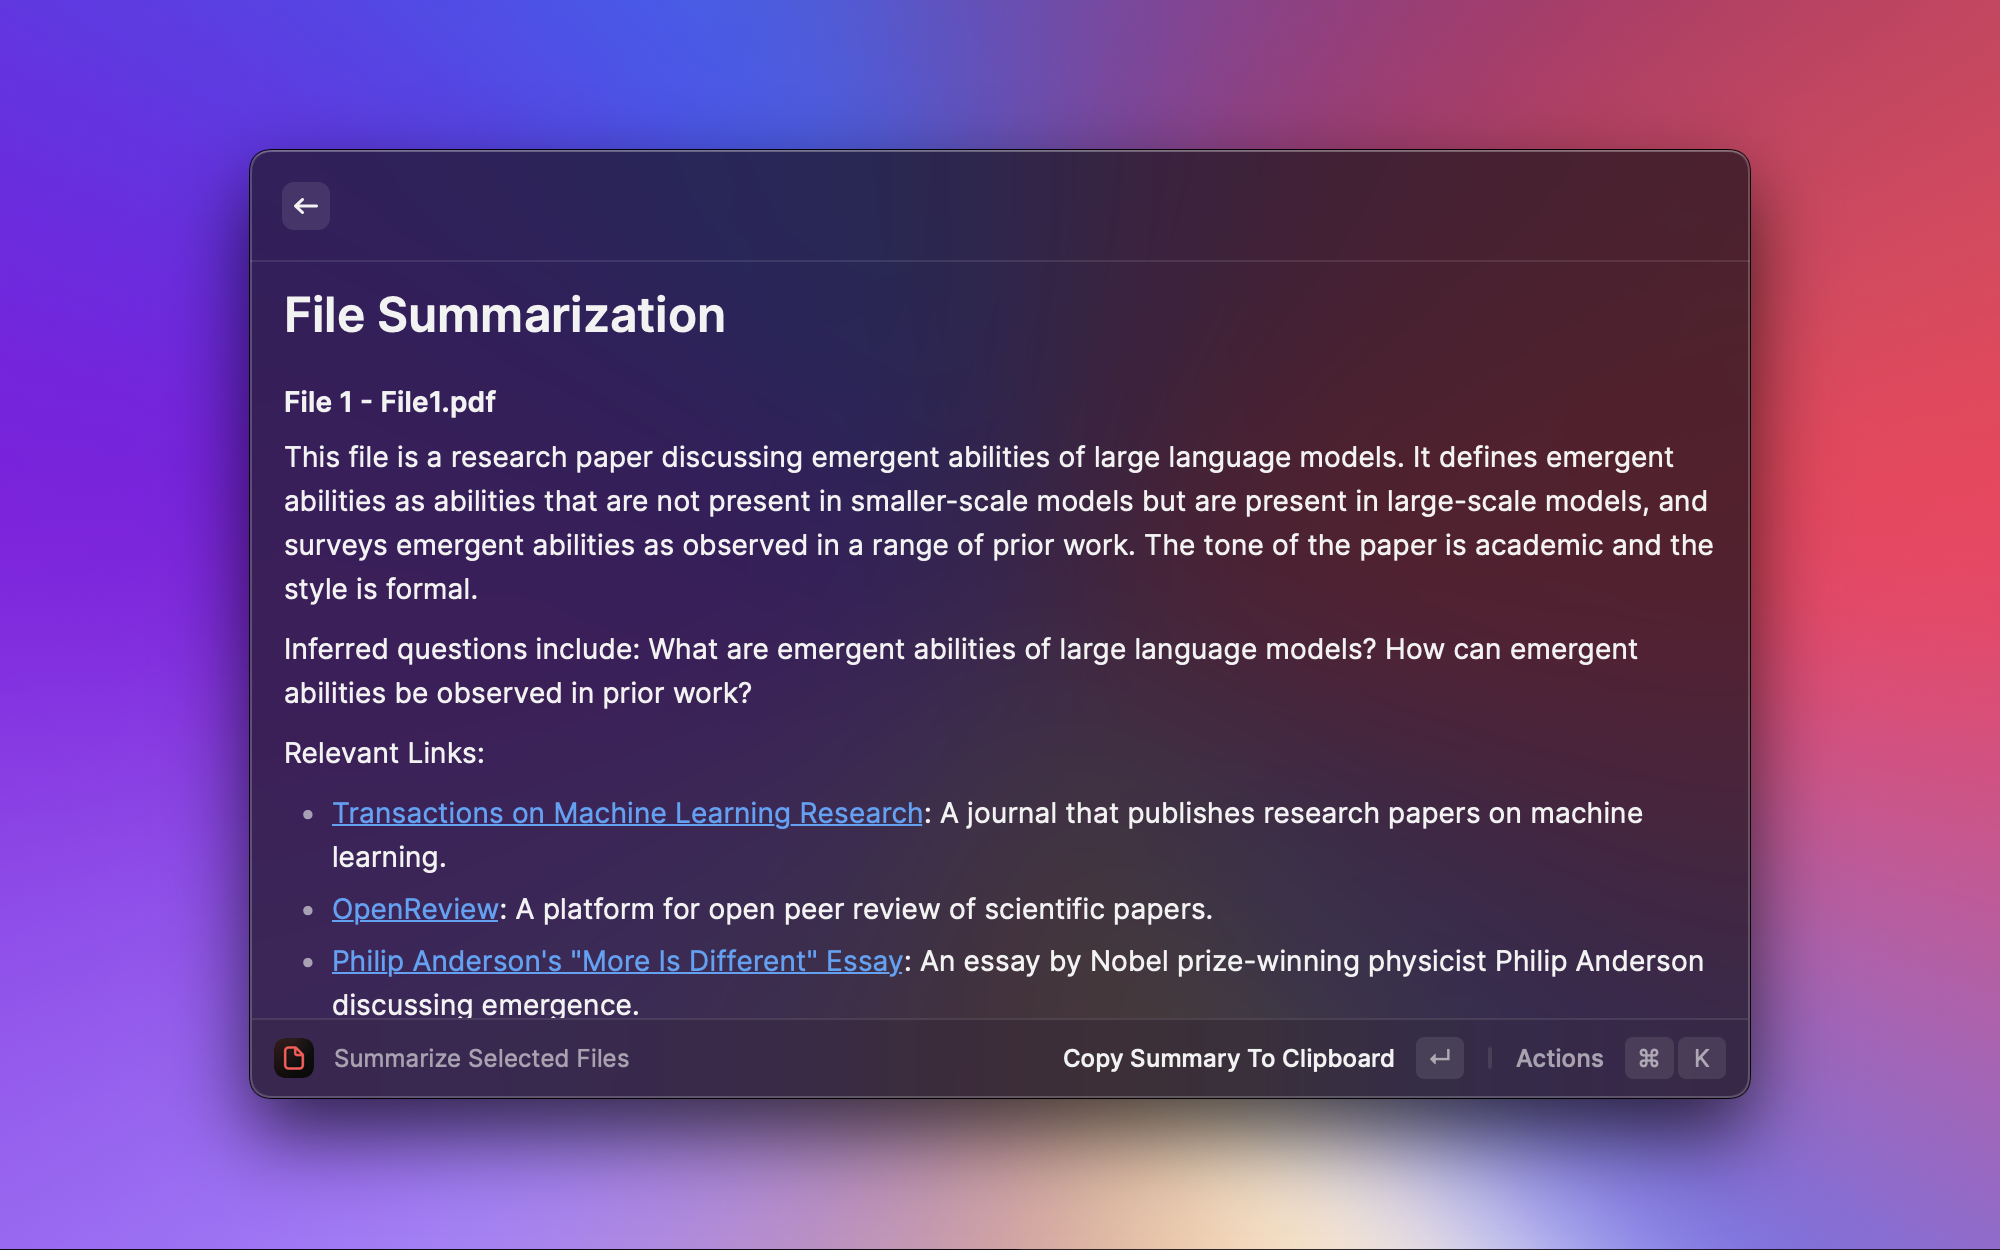 File Summarization
File 1 - File1.pdf
This file is a research paper discussing emergent abilities of large language models. It defines emergent
abilities as abilities that are not present in smaller-scale models but are present in large-scale models, and
surveys emergent abilities as observed in a range of prior work. The tone of the paper is academic and the
style is formal.
Inferred questions include: What are emergent abilities of large language models? How can emergent
abilities be observed in prior work?
Relevant Links:
• Transactions on Machine Learning Research: A journal that publishes research papers on machine
learning.
• OpenReview: A platform for open peer review of scientific papers.
• Philip Anderson's "More Is Different" Essay: An essay by Nobel prize-winning physicist Philip Anderson
discussing emergence.
Summarize Selected Files Copy Summary To Clipboard ↵ | Actions ⌘ K